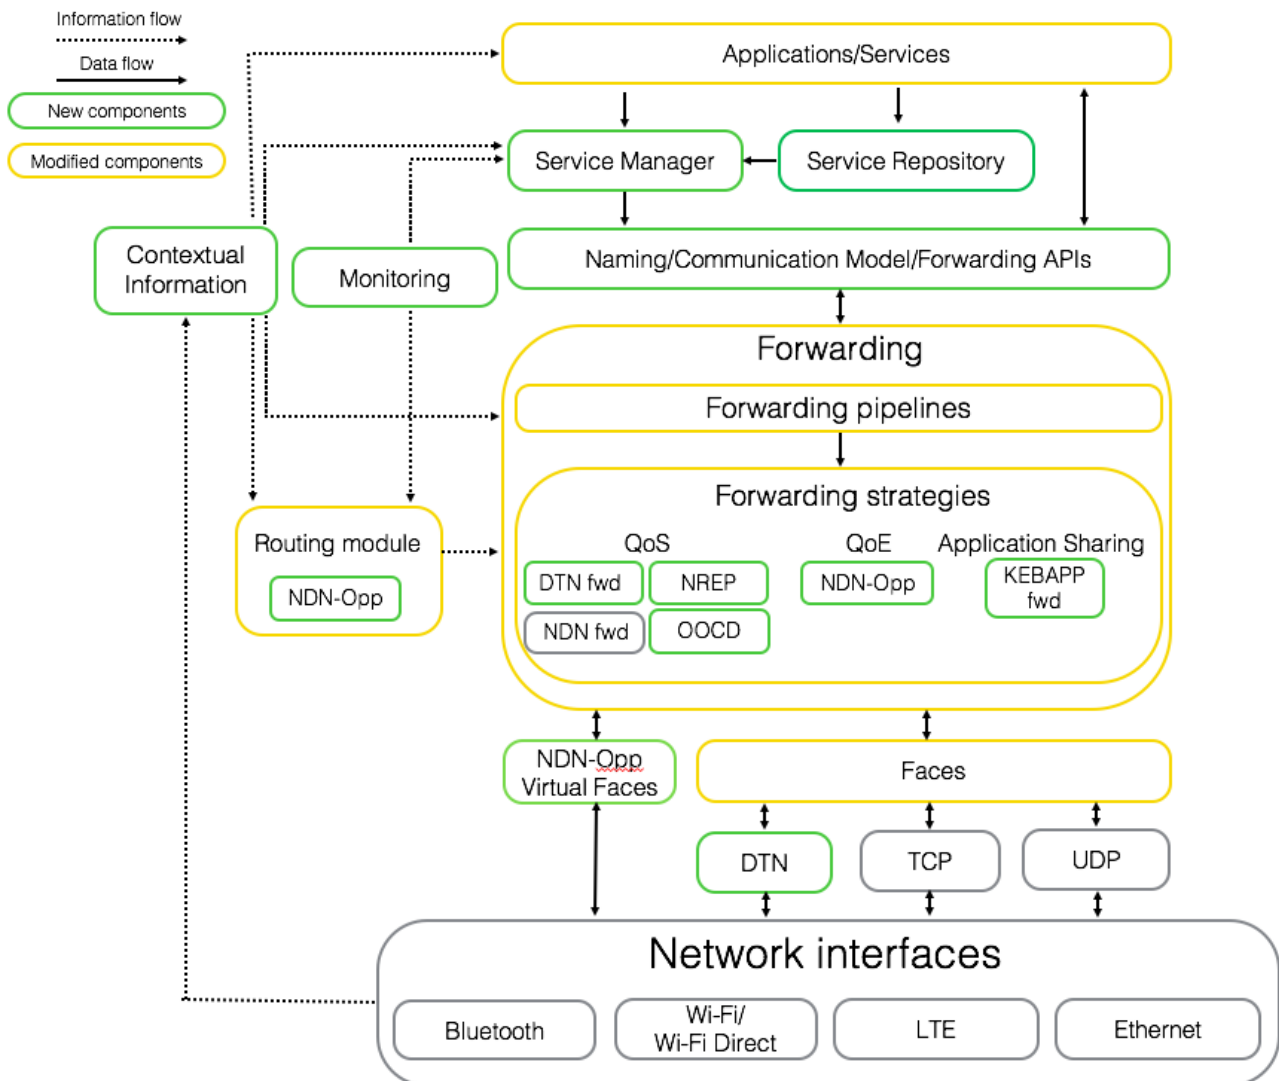 Information flow
Data flow
New components
Modified components
Applications/Services
Service Manager
Service Repository
Contextual
Information
Monitoring
Naming/Communication Model/Forwarding APIs
Forwarding
Forwarding pipelines
Forwarding strategies
Routing module
NDN-Opp
QoS
QoE
Application Sharing
DTN fwd
NREP
NDN-Opp
KEBAPP
fwd
NDN fwd
OOCD
NDN-Opp
Virtual Faces
Faces
DTN
TCP
UDP
Network interfaces
Bluetooth
Wi-Fi/
Wi-Fi Direct
LTE
Ethernet